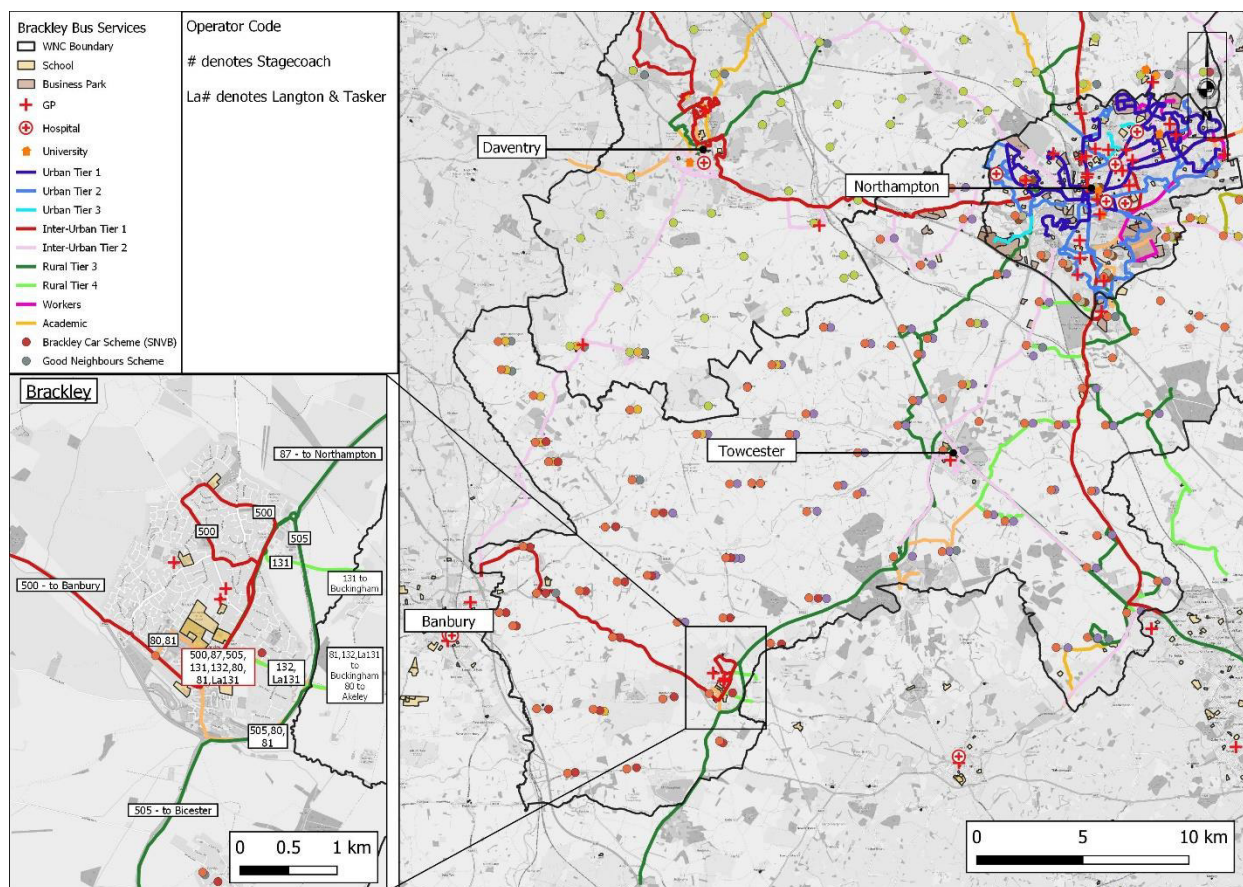 Brackley Bus Services
WNC Boundary
School
Business Park
GP
Hospital
University
Urban Tier 1
Urban Tier 2
Urban Tier 3
Inter-Urban Tier 1
Inter-Urban Tier 2
Rural Tier 3
Rural Tier 4
Workers
Academic
Brackley Car Scheme (SNVB)
Good Neighbours Scheme
Operator Code
# denotes Stagecoach
La# denotes Langton & Tasker
Daventry
Northampton
Towcester
Banbury
0 5 10 km
Brackley
87 - to Northampton
500
500
505
131
131 to
Buckingham
500 - to Banbury
80,81
500,87,505,
131,132,80,
81,La131
132,
La131
81,132,La131
to
Buckingham
80 to
Akeley
505,80,
81
505 - to Bicester
0 0.5 1 km